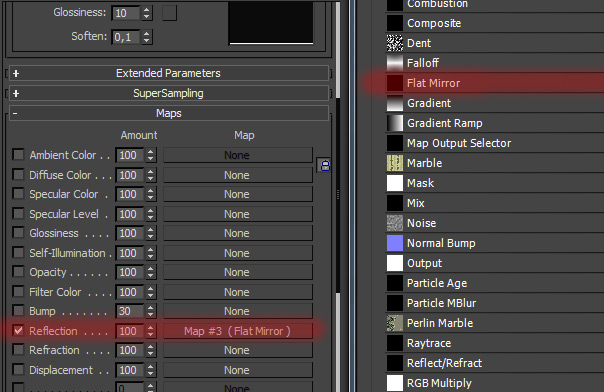 Glossiness: 10
Soften: 0,1
+ Extended Parameters
+ SuperSampling
- Maps
Amount Map
Ambient Color . . 100 None
Diffuse Color . . . 100 None
Specular Color . 100 None
Specular Level . 100 None
Glossiness . . . . 100 None
Self-Illumination . 100 None
Opacity . . . . . . 100 None
Filter Color . . . . 100 None
Bump . . . . . . . 30 None
Reflection . . . . 100 Map #3 ( Flat Mirror )
Refraction . . . . 100 None
Displacement . . 100 None
0 None
Combustion
Composite
Dent
Falloff
Flat Mirror
Gradient
Gradient Ramp
Map Output Selector
Marble
Mask
Mix
Noise
Normal Bump
Output
Particle Age
Particle MBlur
Perlin Marble
Raytrace
Reflect/Refract
RGB Multiply